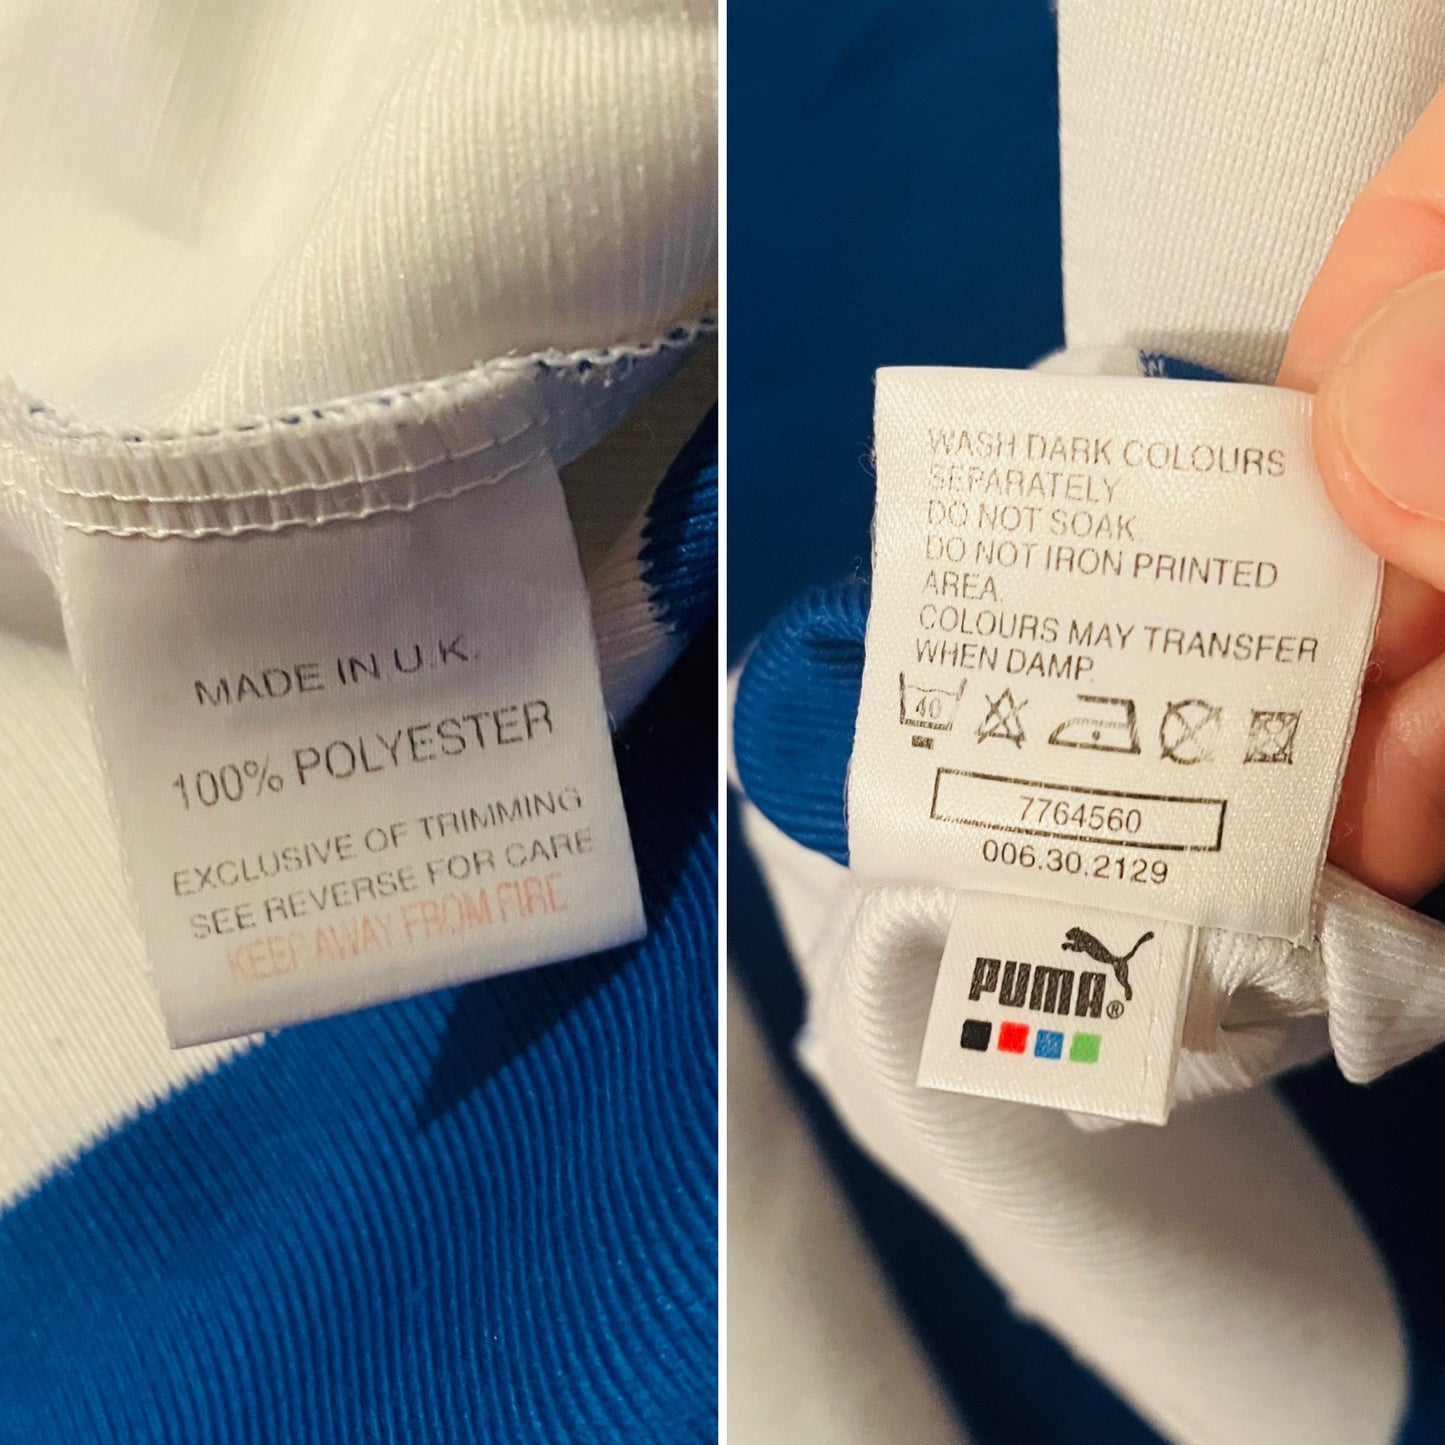 MADE IN U.K.
100% POLYESTER
EXCLUSIVE OF TRIMMING
SEE REVERSE FOR CARE
KEEP AWAY FROM FIRE
WASH DARK COLOURS
SEPARATELY
DO NOT SOAK.
DO NOT IRON PRINTED
AREA.
COLOURS MAY TRANSFER
WHEN DAMP.
40
7764560
006.30.2129
PUMA®